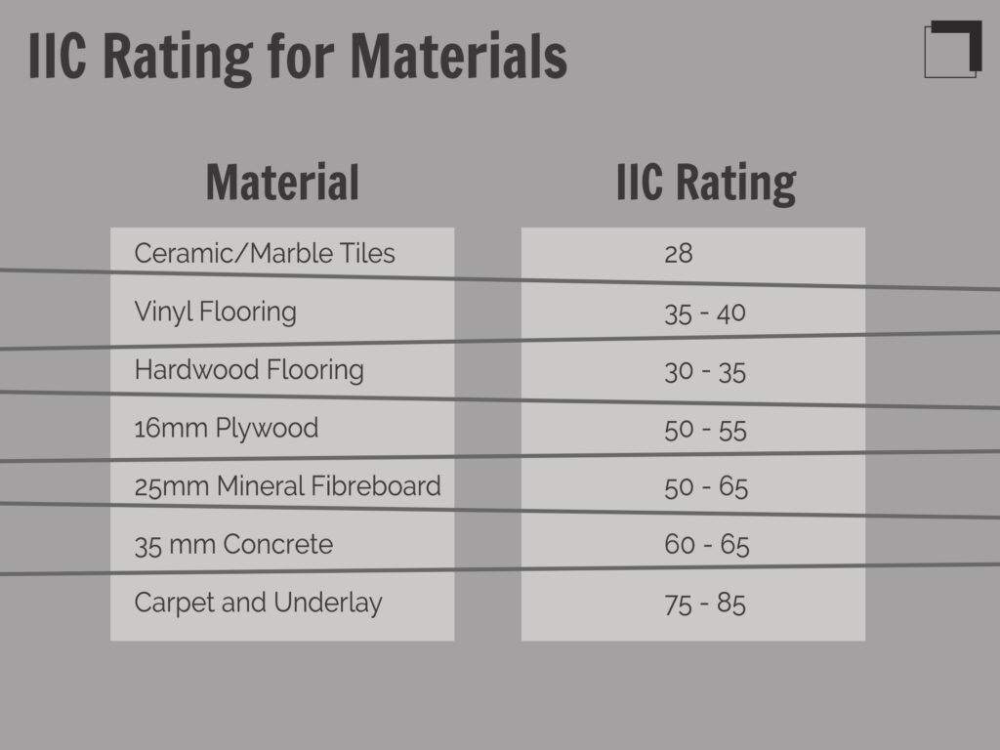 IIC Rating for Materials
Material IIC Rating
Ceramic/Marble Tiles 28
Vinyl Flooring 35 - 40
Hardwood Flooring 30 - 35
16mm Plywood 50 - 55
25mm Mineral Fibreboard 50 - 65
35 mm Concrete 60 - 65
Carpet and Underlay 75 - 85